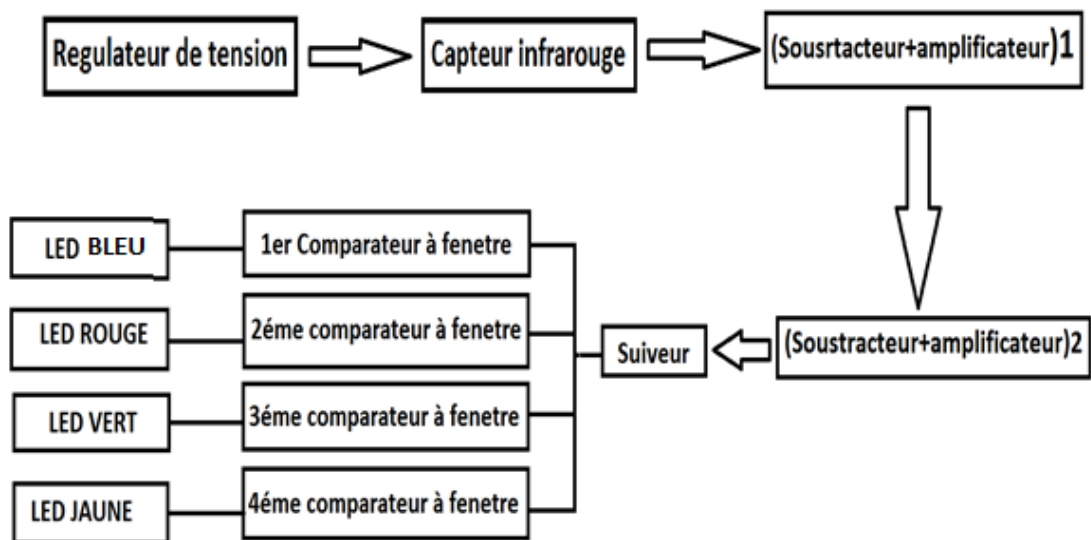 Regulateur de tension
Capteur infrarouge
(Sousrtacteur+amplificateur)1
LED BLEU
1er Comparateur à fenetre
LED ROUGE
2éme comparateur à fenetre
Suiveur
(Soustracteur+amplificateur)2
LED VERT
3éme comparateur à fenetre
LED JAUNE
4éme comparateur à fenetre